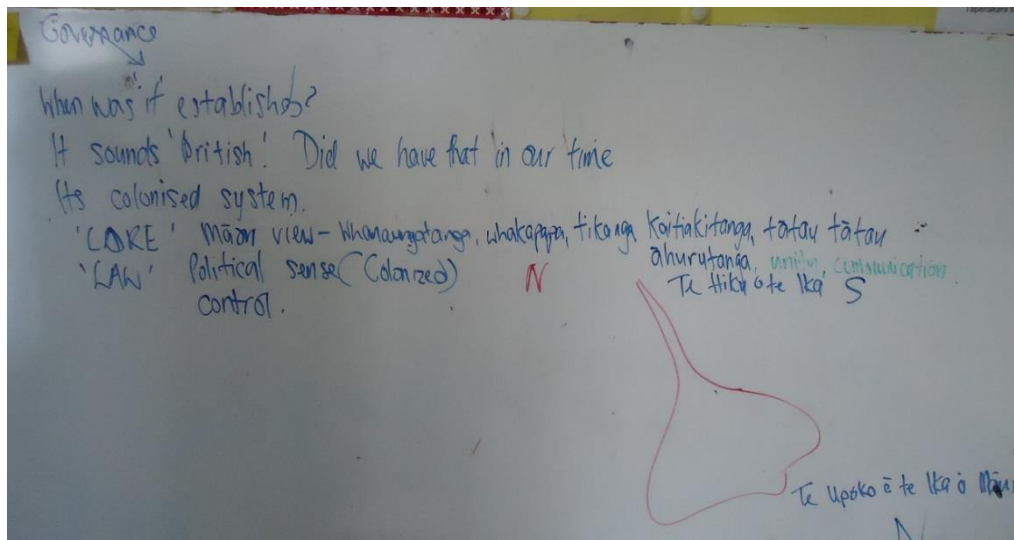 Governance
When was it established?
It sounds 'British'. Did we have that in our time
Its colonised system.
'CORE' Māori view - Whanaungatanga, whakapapa, tikanga Kaitiakitanga, tātau tātau
āhurutanga, unity, communication.
'LAW' Political sense (Colonized)
control.
N
Te Hiku o te Ika S
Te Upoko ō te Ika ō Māui
N